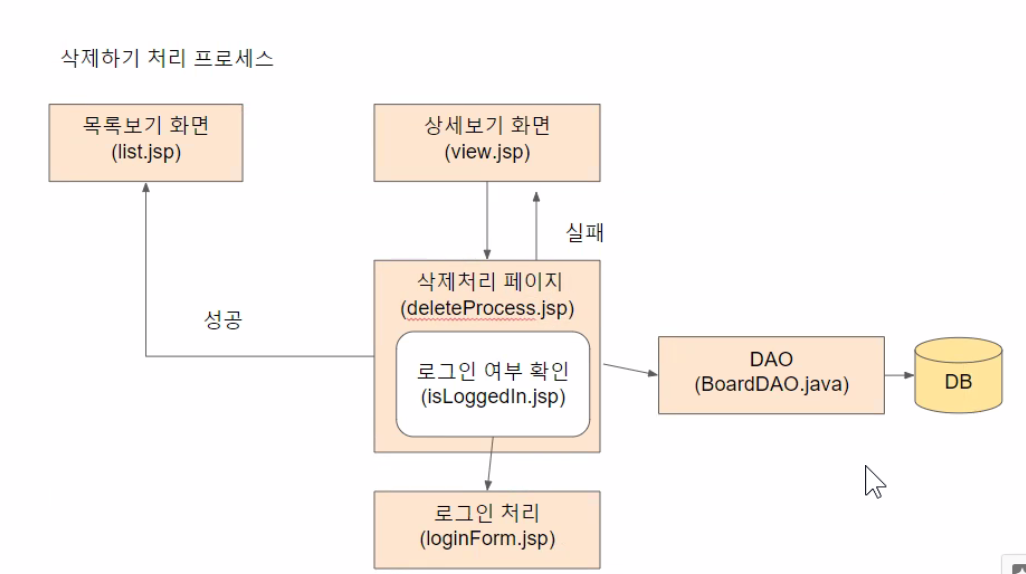 삭제하기 처리 프로세스
목록보기 화면
(list.jsp)
상세보기 화면
(view.jsp)
실패
삭제처리 페이지
(deleteProcess.jsp)
성공
로그인 여부 확인
(isLoggedIn.jsp)
DAO
(BoardDAO.java)
DB
로그인 처리
(loginForm.jsp)